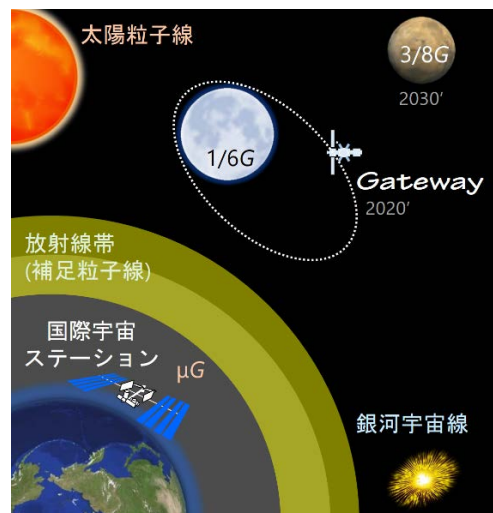 太陽粒子線
3/8G
2030'
1/6G
Gateway
2020'
放射線帯
(補足粒子線)
国際宇宙
ステーション
μG
銀河宇宙線